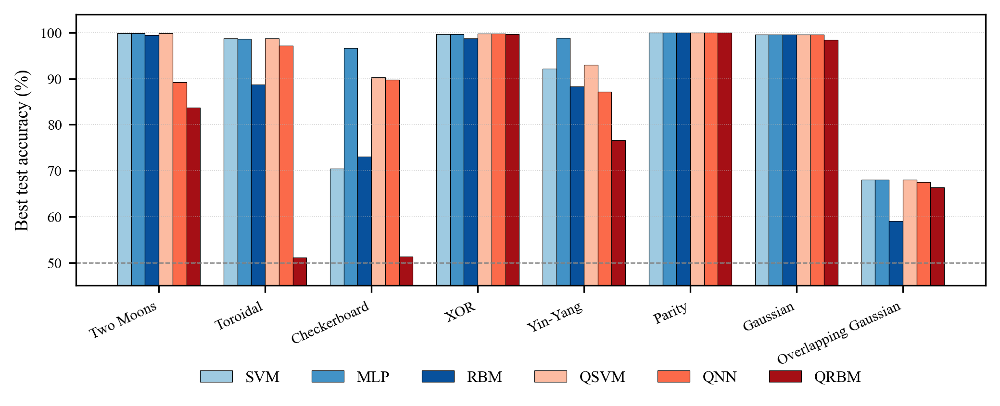 Best test accuracy (%)
100
90
80
70
60
50
Two Moons
Toroidal
Checkerboard
XOR
Yin-Yang
Parity
Gaussian
Overlapping Gaussian
SVM MLP RBM QSVM QNN QRBM